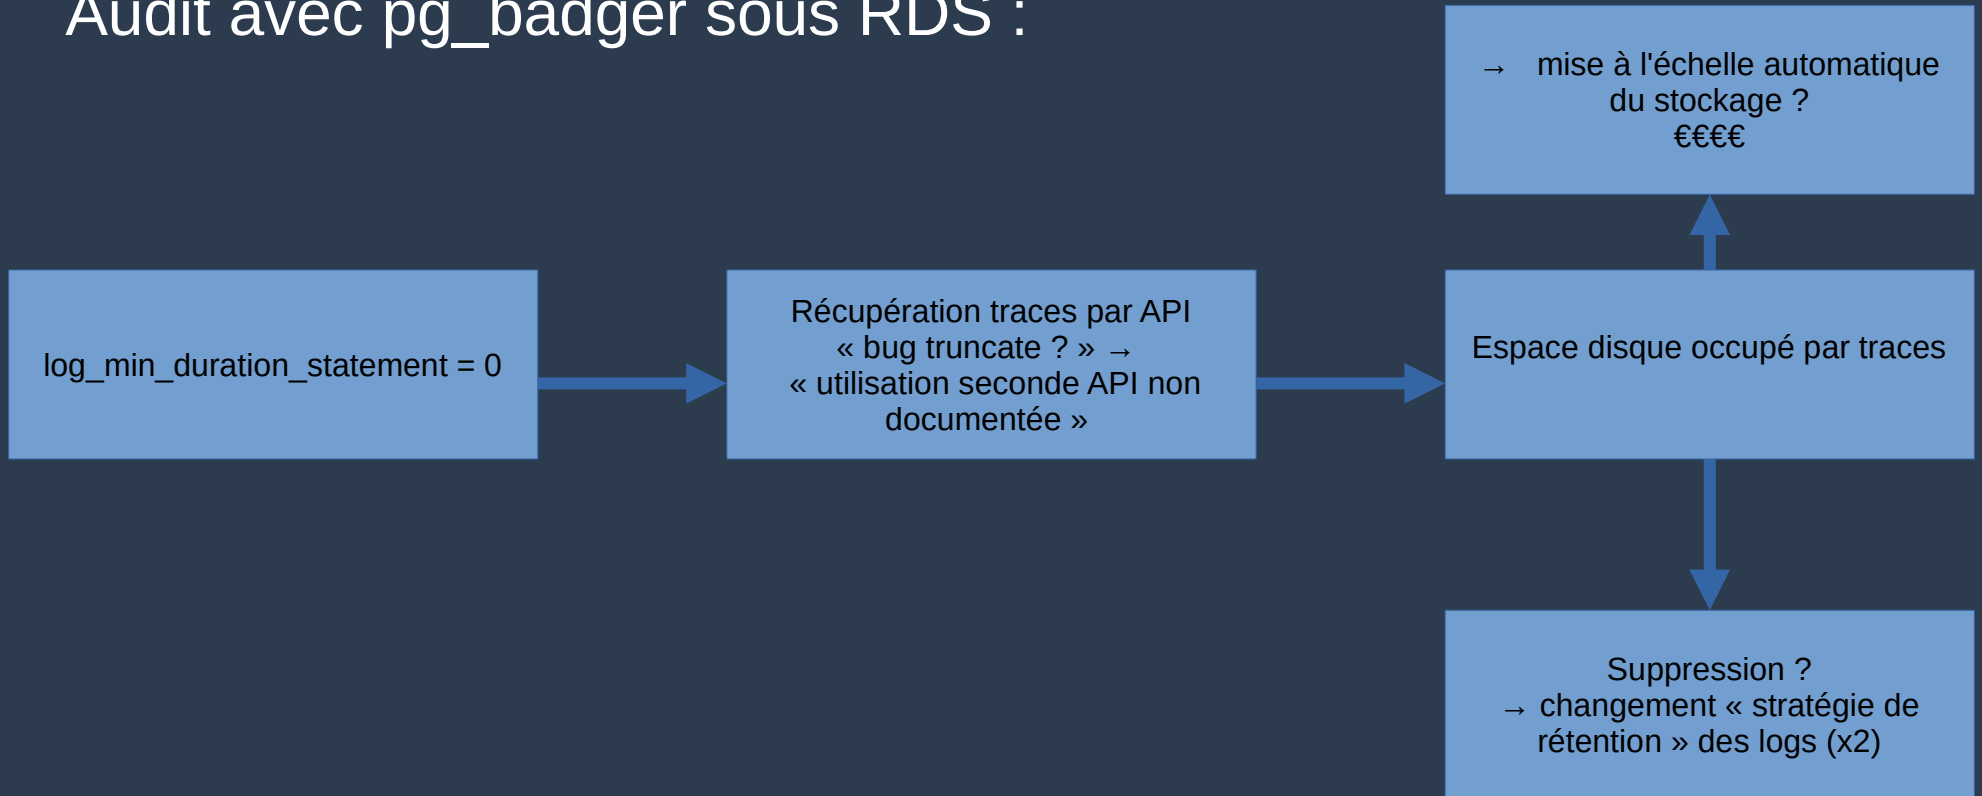 Audit avec pg_badger sous RDS :
→ mise à l'échelle automatique
du stockage ?
€€€€
log_min_duration_statement = 0
Récupération traces par API
« bug truncate ? » →
« utilisation seconde API non
documentée »
Espace disque occupé par traces
Suppression ?
→ changement « stratégie de
rétention » des logs (x2)